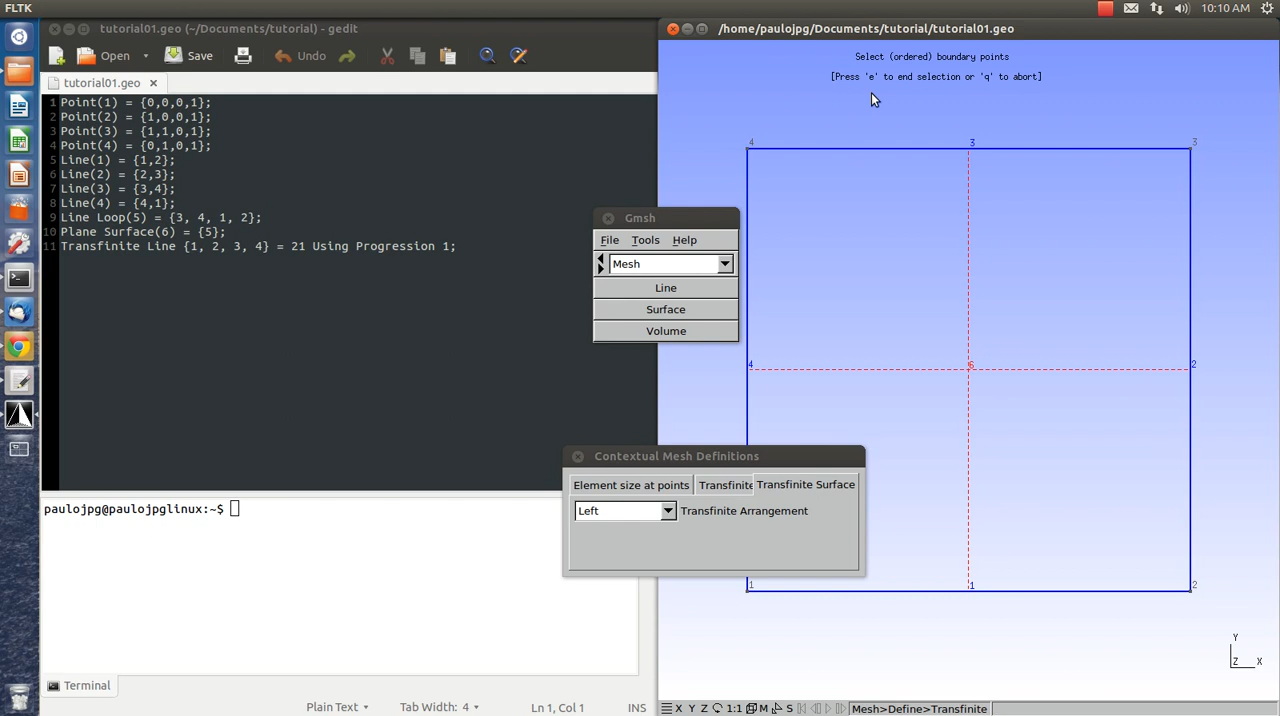 FLTK
10:10 AM
tutorial01.geo (~/Documents/tutorial) - gedit
Open
Save
Undo
tutorial01.geo
1 Point(1) = {0,0,0,1};
2 Point(2) = {1,0,0,1};
3 Point(3) = {1,1,0,1};
4 Point(4) = {0,1,0,1};
5 Line(1) = {1,2};
6 Line(2) = {2,3};
7 Line(3) = {3,4};
8 Line(4) = {4,1};
9 Line Loop(5) = {3, 4, 1, 2};
10 Plane Surface(6) = {5};
11 Transfinite Line {1, 2, 3, 4} = 21 Using Progression 1;
paulojpg@paulojpglinux:~$
Terminal
Plain Text
Tab Width: 4
Ln 1, Col 1
INS
Gmsh
File Tools Help
Mesh
Line
Surface
Volume
Contextual Mesh Definitions
Element size at points
Transfinite
Transfinite Surface
Left
Transfinite Arrangement
/home/paulojpg/Documents/tutorial/tutorial01.geo
Select (ordered) boundary points
[Press 'e' to end selection or 'q' to abort]
4 3 3
4 6 2
1 1 2
Y
Z X
X Y Z 1:1 M S
Mesh>Define>Transfinite